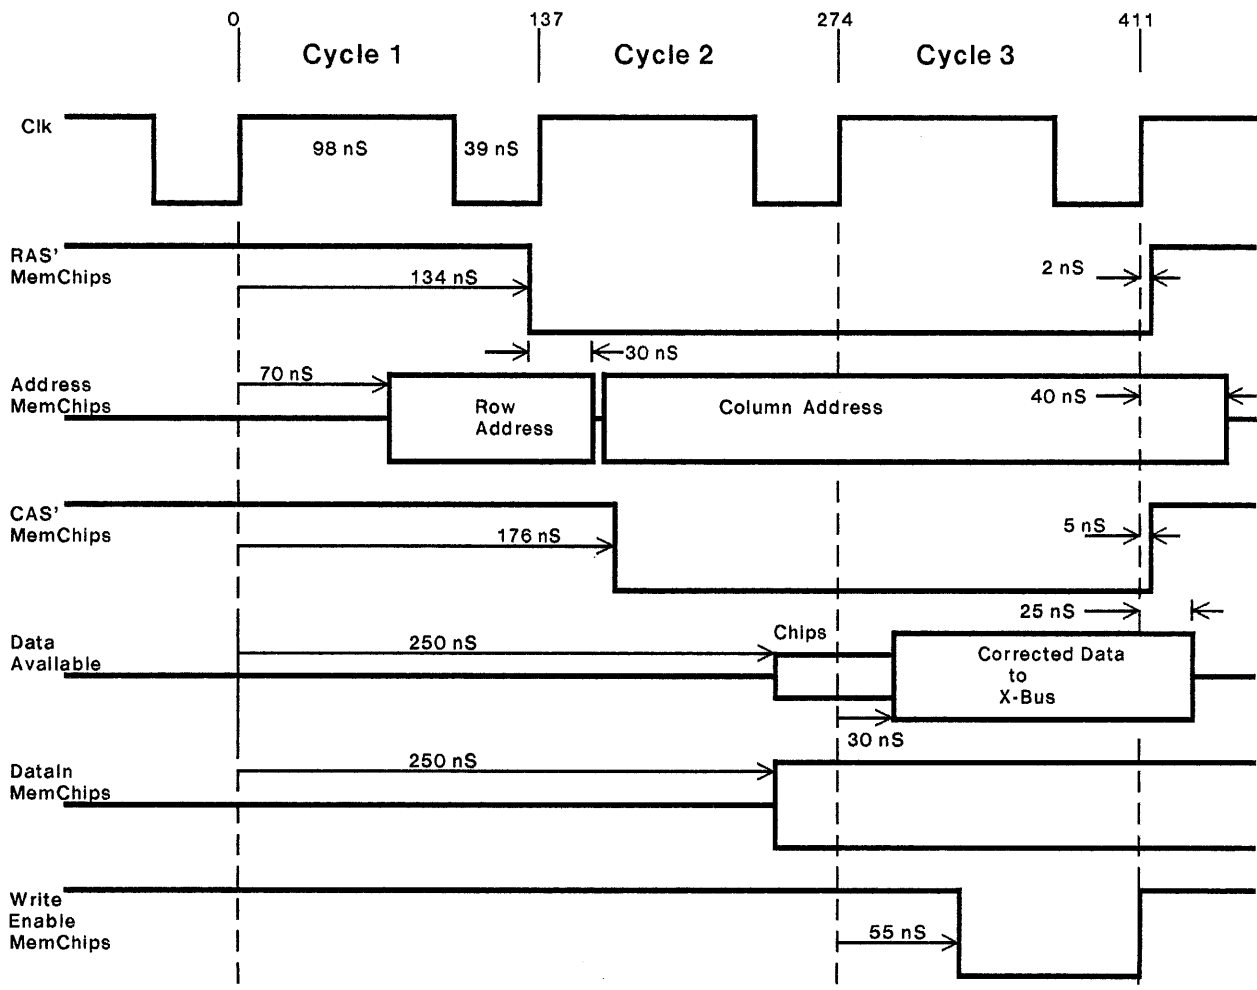 0 137 274 411
Cycle 1 Cycle 2 Cycle 3
Clk
98 nS 39 nS
RAS'
MemChips
134 nS
2 nS
30 nS
Address
MemChips
70 nS
Row
Address
Column Address
40 nS
CAS'
MemChips
176 nS
5 nS
25 nS
Data
Available
250 nS
Chips
Corrected Data
to
X-Bus
30 nS
DataIn
MemChips
250 nS
Write
Enable
MemChips
55 nS